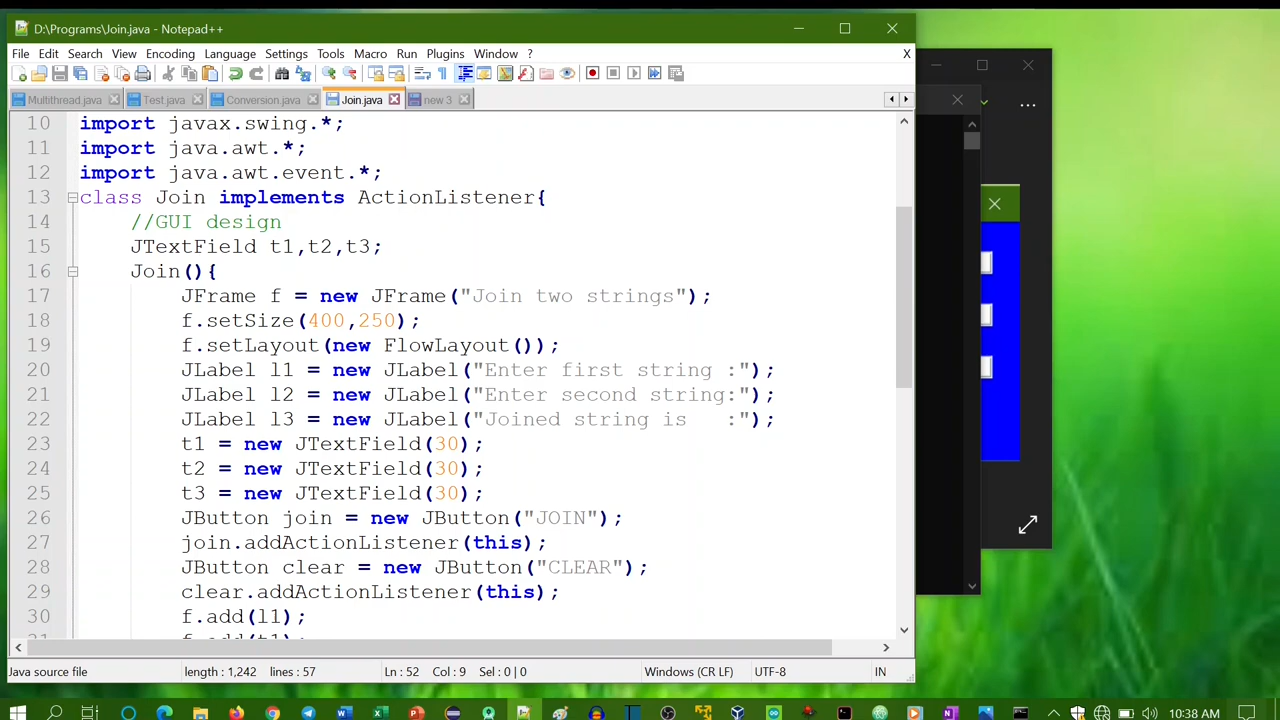 D:\Programs\Join.java - Notepad++
File Edit Search View Encoding Language Settings Tools Macro Run Plugins Window ? X
Multithread.java Test.java Conversion.java Join.java new 3
10 import javax.swing.*;
11 import java.awt.*;
12 import java.awt.event.*;
13 class Join implements ActionListener{
14 //GUI design
15 JTextField t1,t2,t3;
16 Join(){
17 JFrame f = new JFrame("Join two strings");
18 f.setSize(400,250);
19 f.setLayout(new FlowLayout());
20 JLabel l1 = new JLabel("Enter first string :");
21 JLabel l2 = new JLabel("Enter second string:");
22 JLabel l3 = new JLabel("Joined string is   :");
23 t1 = new JTextField(30);
24 t2 = new JTextField(30);
25 t3 = new JTextField(30);
26 JButton join = new JButton("JOIN");
27 join.addActionListener(this);
28 JButton clear = new JButton("CLEAR");
29 clear.addActionListener(this);
30 f.add(l1);
31 f.add(t1);
Java source file length : 1,242 lines : 57 Ln : 52 Col : 9 Sel : 0 | 0 Windows (CR LF) UTF-8 IN
10:38 AM